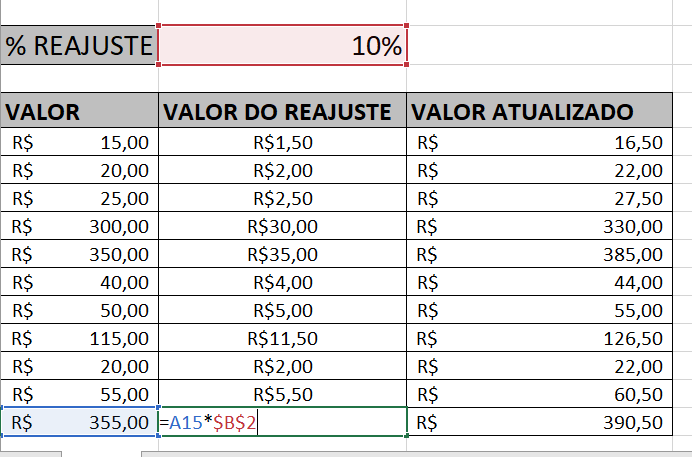 % REAJUSTE 10%
VALOR VALOR DO REAJUSTE VALOR ATUALIZADO
R$ 15,00 R$1,50 R$ 16,50
R$ 20,00 R$2,00 R$ 22,00
R$ 25,00 R$2,50 R$ 27,50
R$ 300,00 R$30,00 R$ 330,00
R$ 350,00 R$35,00 R$ 385,00
R$ 40,00 R$4,00 R$ 44,00
R$ 50,00 R$5,00 R$ 55,00
R$ 115,00 R$11,50 R$ 126,50
R$ 20,00 R$2,00 R$ 22,00
R$ 55,00 R$5,50 R$ 60,50
R$ 355,00 =A15*$B$2 R$ 390,50